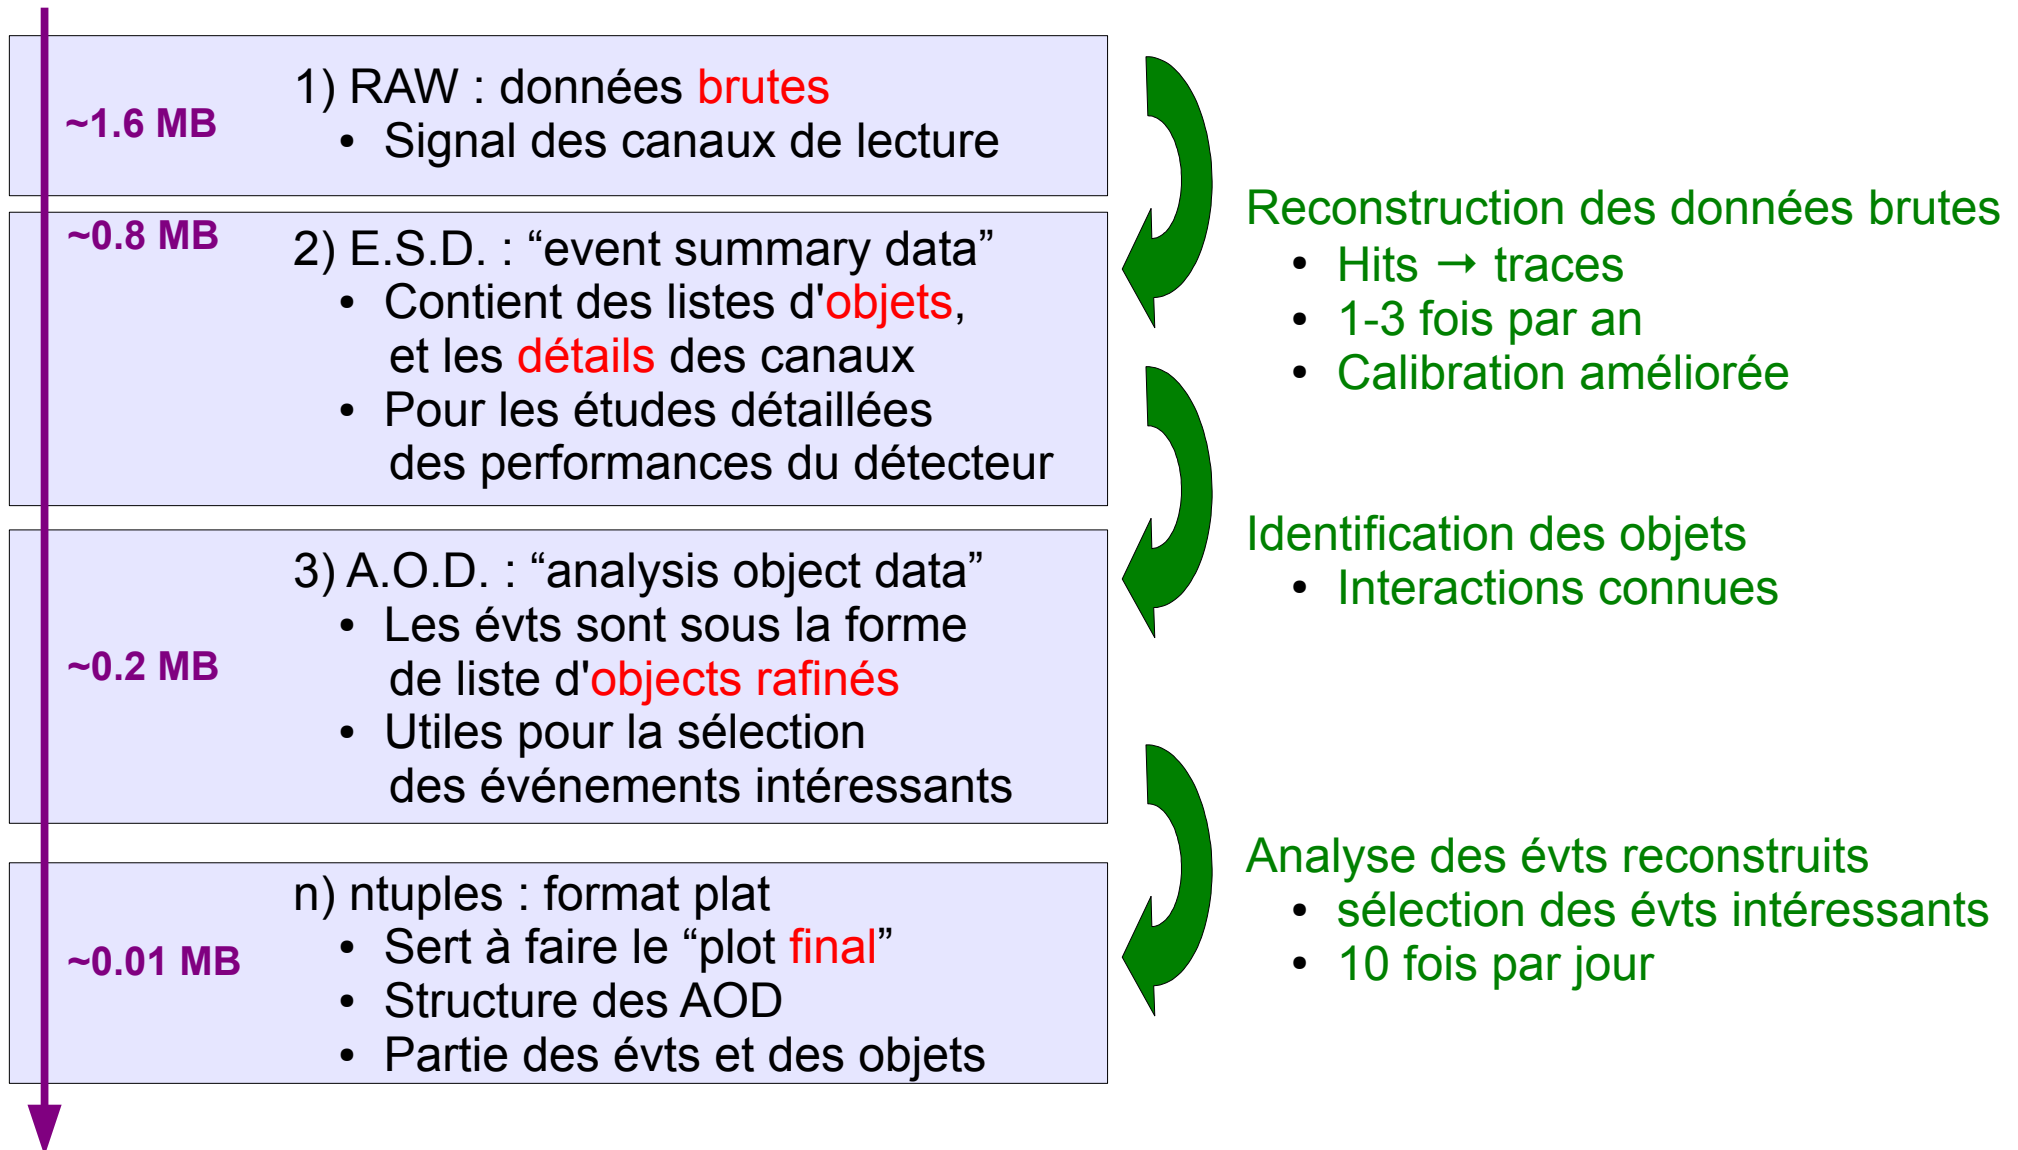 ~1.6 MB
1) RAW : données brutes
• Signal des canaux de lecture
~0.8 MB
2) E.S.D. : “event summary data”
• Contient des listes d'objets,
et les détails des canaux
• Pour les études détaillées
des performances du détecteur
Reconstruction des données brutes
• Hits → traces
• 1-3 fois par an
• Calibration améliorée
~0.2 MB
3) A.O.D. : “analysis object data”
• Les évts sont sous la forme
de liste d'objects rafinés
• Utiles pour la sélection
des événements intéressants
Identification des objets
• Interactions connues
~0.01 MB
n) ntuples : format plat
• Sert à faire le “plot final”
• Structure des AOD
• Partie des évts et des objets
Analyse des évts reconstruits
• sélection des évts intéressants
• 10 fois par jour